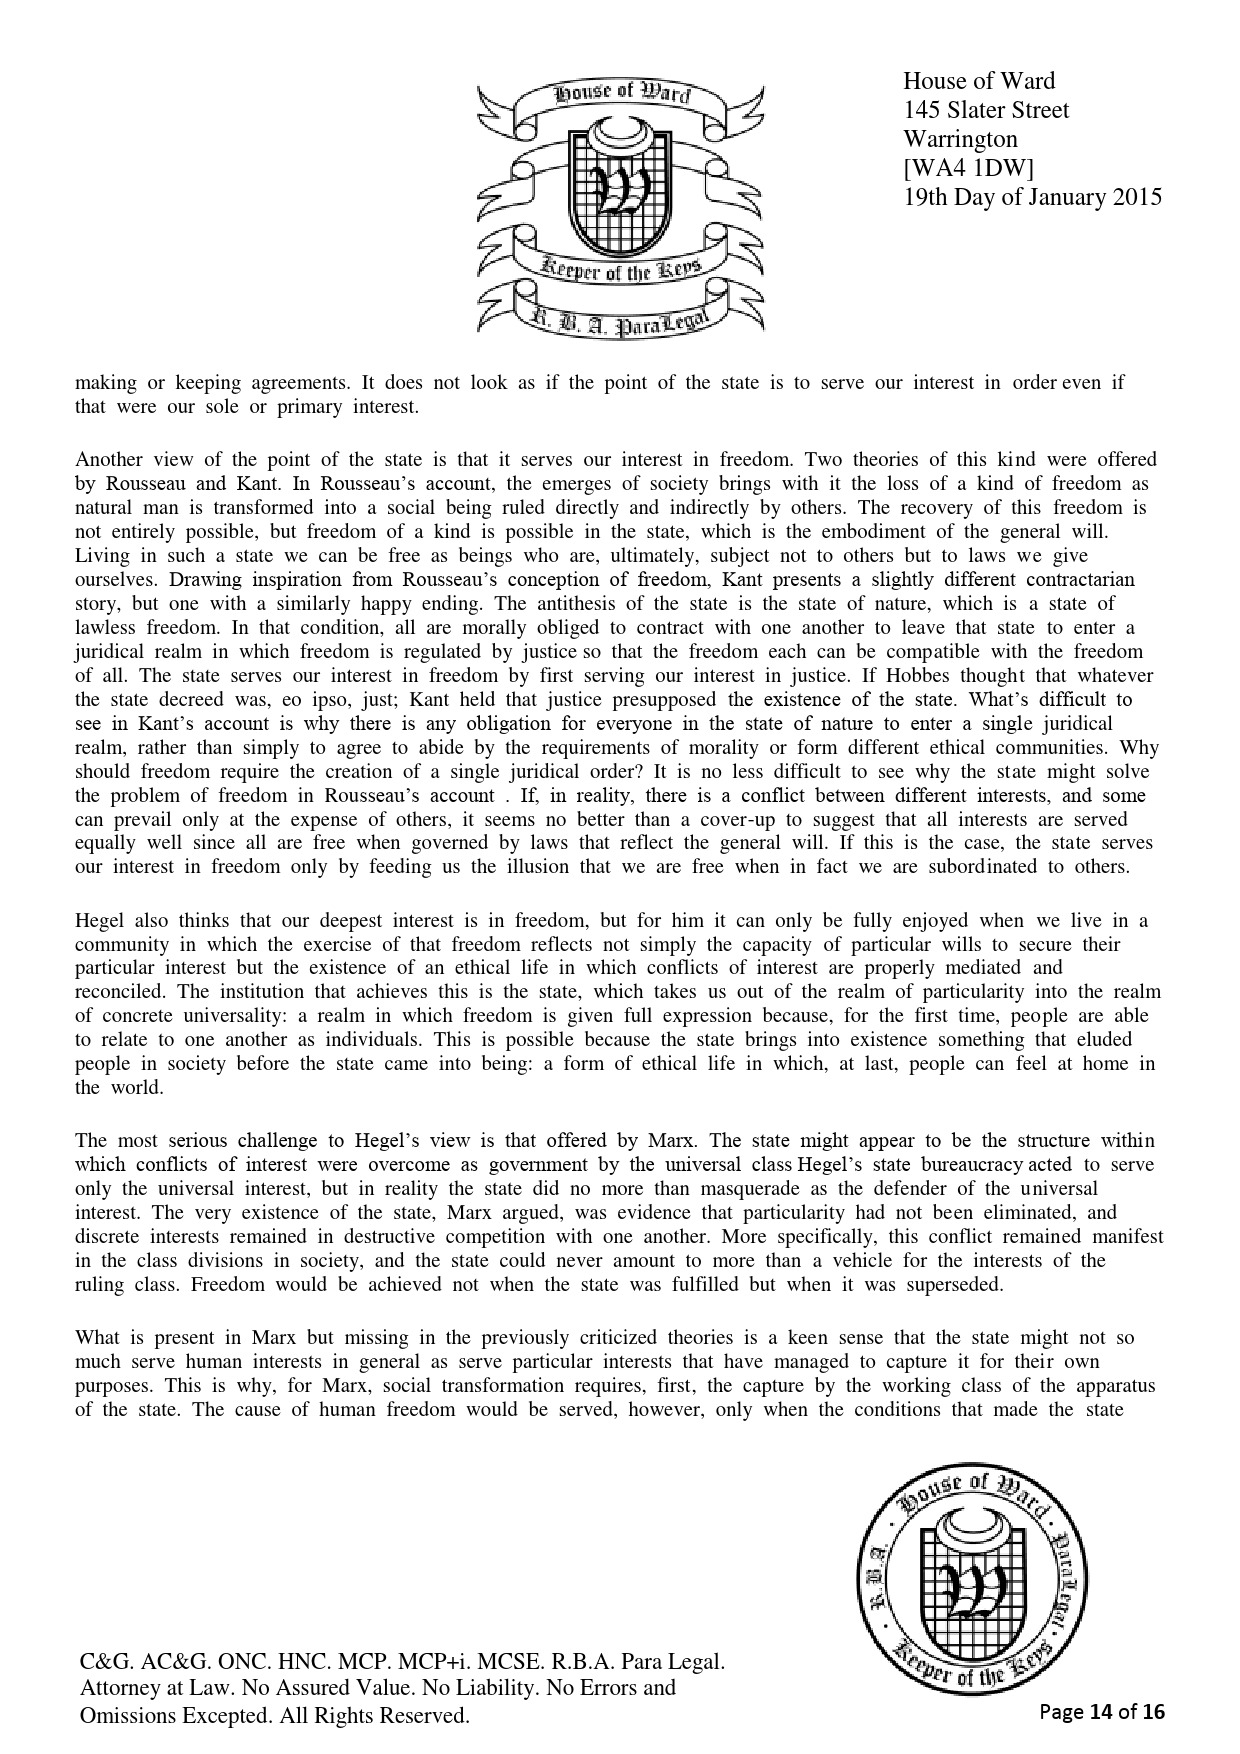 House of Ward
Keeper of the Keys
R. B. A. ParaLegal
House of Ward
145 Slater Street
Warrington
[WA4 1DW]
19th Day of January 2015
making or keeping agreements. It does not look as if the point of the state is to serve our interest in order even if
that were our sole or primary interest.
Another view of the point of the state is that it serves our interest in freedom. Two theories of this kind were offered
by Rousseau and Kant. In Rousseau's account, the emerges of society brings with it the loss of a kind of freedom as
natural man is transformed into a social being ruled directly and indirectly by others. The recovery of this freedom is
not entirely possible, but freedom of a kind is possible in the state, which is the embodiment of the general will.
Living in such a state we can be free as beings who are, ultimately, subject not to others but to laws we give
ourselves. Drawing inspiration from Rousseau's conception of freedom, Kant presents a slightly different contractarian
story, but one with a similarly happy ending. The antithesis of the state is the state of nature, which is a state of
lawless freedom. In that condition, all are morally obliged to contract with one another to leave that state to enter a
juridical realm in which freedom is regulated by justice so that the freedom each can be compatible with the freedom
of all. The state serves our interest in freedom by first serving our interest in justice. If Hobbes thought that whatever
the state decreed was, eo ipso, just; Kant held that justice presupposed the existence of the state. What's difficult to
see in Kant's account is why there is any obligation for everyone in the state of nature to enter a single juridical
realm, rather than simply to agree to abide by the requirements of morality or form different ethical communities. Why
should freedom require the creation of a single juridical order? It is no less difficult to see why the state might solve
the problem of freedom in Rousseau's account . If, in reality, there is a conflict between different interests, and some
can prevail only at the expense of others, it seems no better than a cover-up to suggest that all interests are served
equally well since all are free when governed by laws that reflect the general will. If this is the case, the state serves
our interest in freedom only by feeding us the illusion that we are free when in fact we are subordinated to others.
Hegel also thinks that our deepest interest is in freedom, but for him it can only be fully enjoyed when we live in a
community in which the exercise of that freedom reflects not simply the capacity of particular wills to secure their
particular interest but the existence of an ethical life in which conflicts of interest are properly mediated and
reconciled. The institution that achieves this is the state, which takes us out of the realm of particularity into the realm
of concrete universality: a realm in which freedom is given full expression because, for the first time, people are able
to relate to one another as individuals. This is possible because the state brings into existence something that eluded
people in society before the state came into being: a form of ethical life in which, at last, people can feel at home in
the world.
The most serious challenge to Hegel's view is that offered by Marx. The state might appear to be the structure within
which conflicts of interest were overcome as government by the universal class Hegel's state bureaucracy acted to serve
only the universal interest, but in reality the state did no more than masquerade as the defender of the universal
interest. The very existence of the state, Marx argued, was evidence that particularity had not been eliminated, and
discrete interests remained in destructive competition with one another. More specifically, this conflict remained manifest
in the class divisions in society, and the state could never amount to more than a vehicle for the interests of the
ruling class. Freedom would be achieved not when the state was fulfilled but when it was superseded.
What is present in Marx but missing in the previously criticized theories is a keen sense that the state might not so
much serve human interests in general as serve particular interests that have managed to capture it for their own
purposes. This is why, for Marx, social transformation requires, first, the capture by the working class of the apparatus
of the state. The cause of human freedom would be served, however, only when the conditions that made the state
· House of Ward · ParaLegal · Keeper of the Keys · R.B.A.
C&G. AC&G. ONC. HNC. MCP. MCP+i. MCSE. R.B.A. Para Legal.
Attorney at Law. No Assured Value. No Liability. No Errors and
Omissions Excepted. All Rights Reserved.
Page 14 of 16